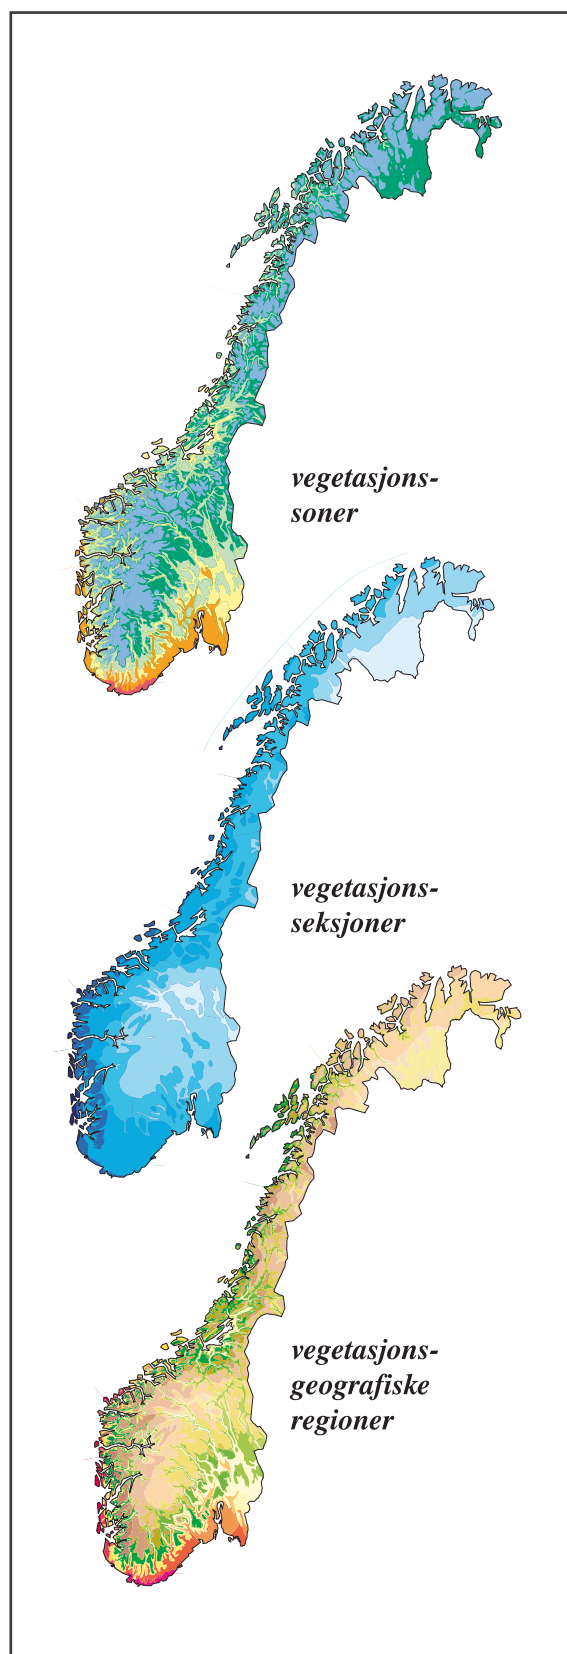 vegetasjons-
soner
vegetasjons-
seksjoner
vegetasjons-
geografiske
regioner